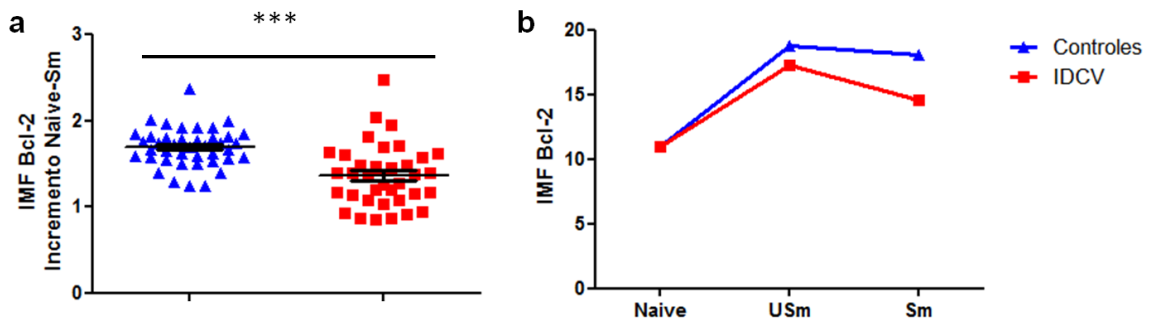 a
***
IMF Bcl-2
Incremento Naive-Sm
3
2
1
0
b
IMF Bcl-2
20
15
10
5
0
Naive
USm
Sm
Controles
IDCV